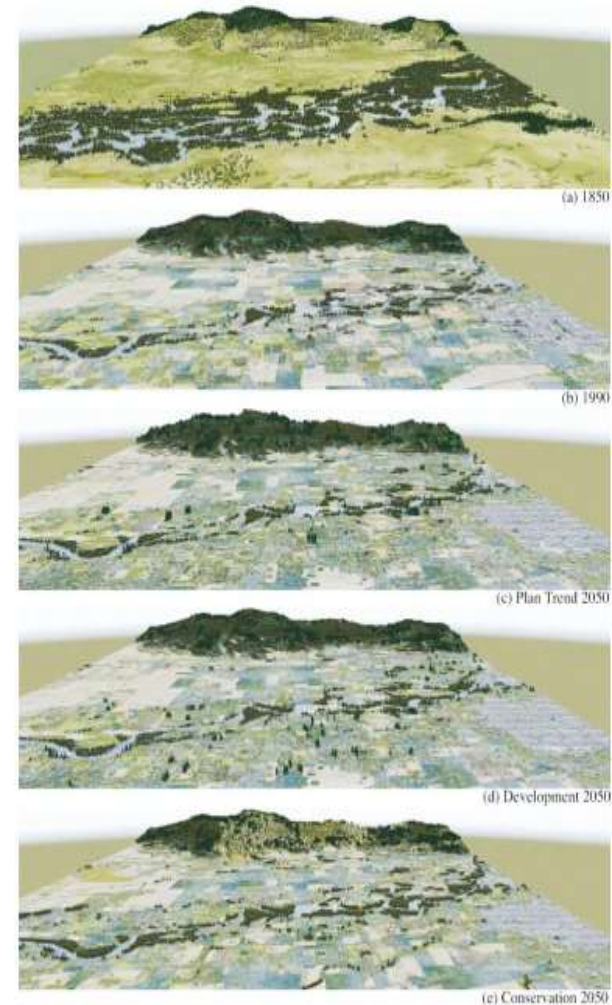 (a) 1850
(b) 1990
(c) Plan Trend 2050
(d) Development 2050
(e) Conservation 2050